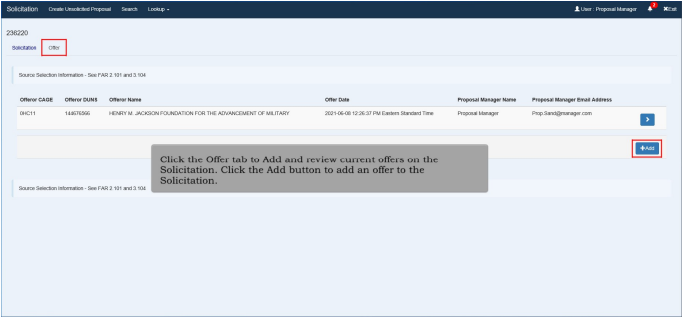 Solicitation Create Unsolicited Proposal Search Lookup User : Proposal Manager 2 Exit
236220
Solicitation Offer
Source Selection Information - See FAR 2.101 and 3.104
Offeror CAGE Offeror DUNS Offeror Name Offer Date Proposal Manager Name Proposal Manager Email Address
0HC11 144676566 HENRY M. JACKSON FOUNDATION FOR THE ADVANCEMENT OF MILITARY 2021-06-08 12:26:37 PM Eastern Standard Time Proposal Manager Prop.Sand@manager.com
+Add
Click the Offer tab to Add and review current offers on the
Solicitation. Click the Add button to add an offer to the
Solicitation.
Source Selection Information - See FAR 2.101 and 3.104